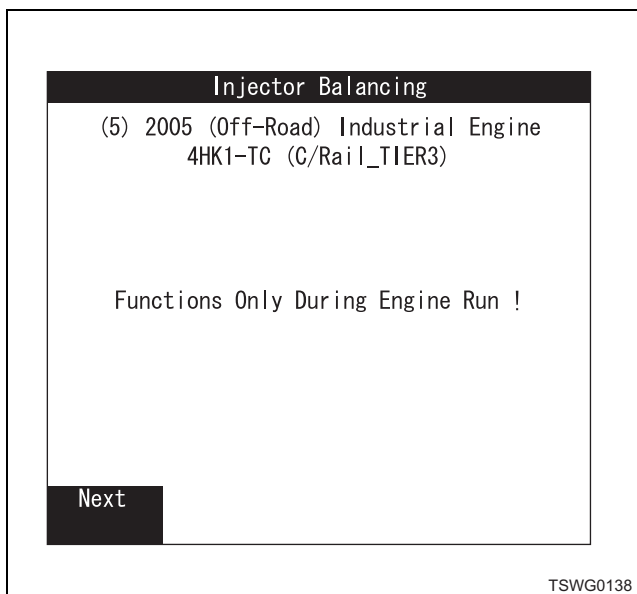 Injector Balancing
(5) 2005 (Off-Road) Industrial Engine
4HK1-TC (C/Rail_TIER3)
Functions Only During Engine Run !
Next
TSWG0138